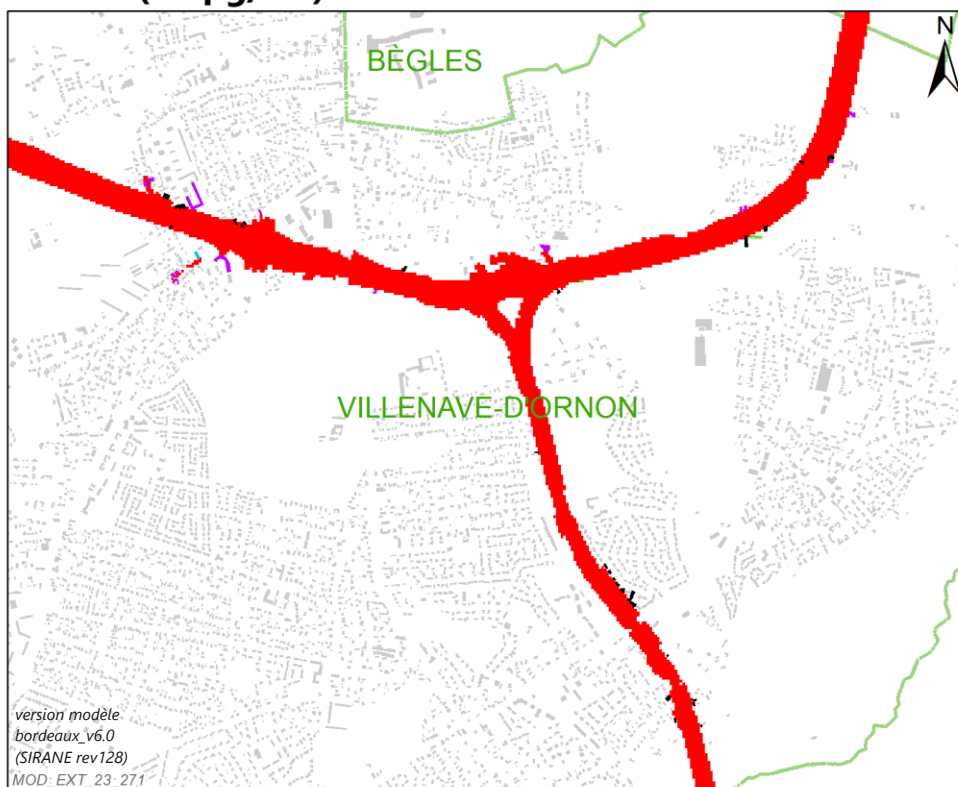 BÈGLES
N
VILLENAVE-D'ORNON
version modèle
bordeaux_v6.0
(SIRANE rev128)
MOD_EXT_23_271